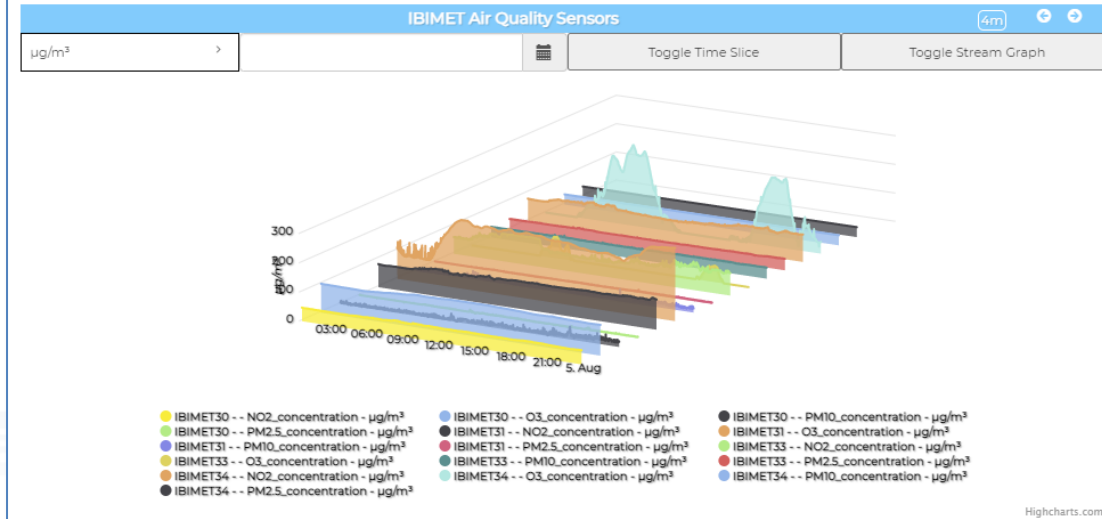 IBIMET Air Quality Sensors
4m
µg/m³
Toggle Time Slice
Toggle Stream Graph
300
200
100
0
µg/m³
03:00 06:00 09:00 12:00 15:00 18:00 21:00 5. Aug
IBIMET30 - - NO2_concentration - µg/m³
IBIMET30 - - O3_concentration - µg/m³
IBIMET30 - - PM10_concentration - µg/m³
IBIMET30 - - PM2.5_concentration - µg/m³
IBIMET31 - - NO2_concentration - µg/m³
IBIMET31 - - O3_concentration - µg/m³
IBIMET31 - - PM10_concentration - µg/m³
IBIMET31 - - PM2.5_concentration - µg/m³
IBIMET33 - - NO2_concentration - µg/m³
IBIMET33 - - O3_concentration - µg/m³
IBIMET33 - - PM10_concentration - µg/m³
IBIMET33 - - PM2.5_concentration - µg/m³
IBIMET34 - - NO2_concentration - µg/m³
IBIMET34 - - O3_concentration - µg/m³
IBIMET34 - - PM10_concentration - µg/m³
IBIMET34 - - PM2.5_concentration - µg/m³
Highcharts.com